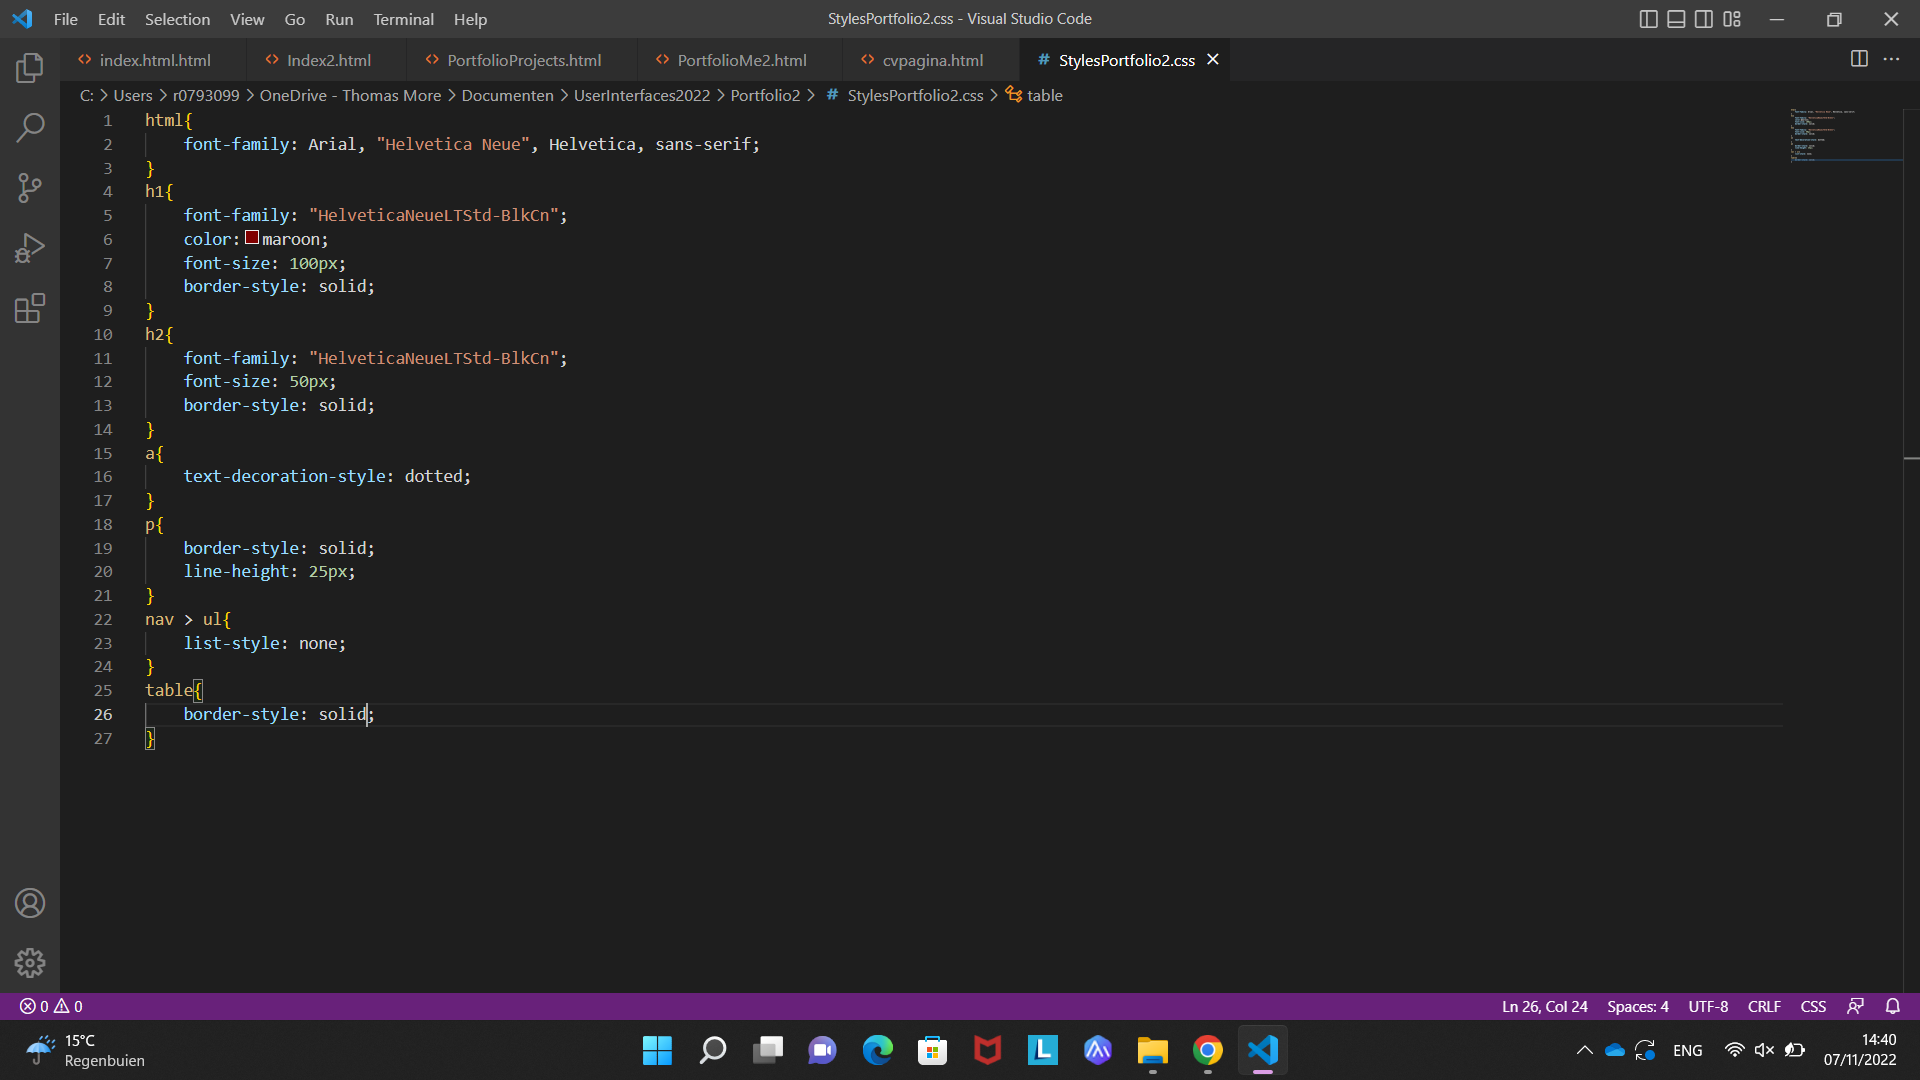 File Edit Selection View Go Run Terminal Help
StylesPortfolio2.css - Visual Studio Code
index.html.html
Index2.html
PortfolioProjects.html
PortfolioMe2.html
cvpagina.html
# StylesPortfolio2.css
C: > Users > r0793099 > OneDrive - Thomas More > Documenten > UserInterfaces2022 > Portfolio2 > # StylesPortfolio2.css > table
1 html{
2 font-family: Arial, "Helvetica Neue", Helvetica, sans-serif;
3 }
4 h1{
5 font-family: "HelveticaNeueLTStd-BlkCn";
6 color: maroon;
7 font-size: 100px;
8 border-style: solid;
9 }
10 h2{
11 font-family: "HelveticaNeueLTStd-BlkCn";
12 font-size: 50px;
13 border-style: solid;
14 }
15 a{
16 text-decoration-style: dotted;
17 }
18 p{
19 border-style: solid;
20 line-height: 25px;
21 }
22 nav > ul{
23 list-style: none;
24 }
25 table{
26 border-style: solid;
27 }
0 0
Ln 26, Col 24 Spaces: 4 UTF-8 CRLF CSS
15°C
Regenbuien
L
ENG
14:40
07/11/2022